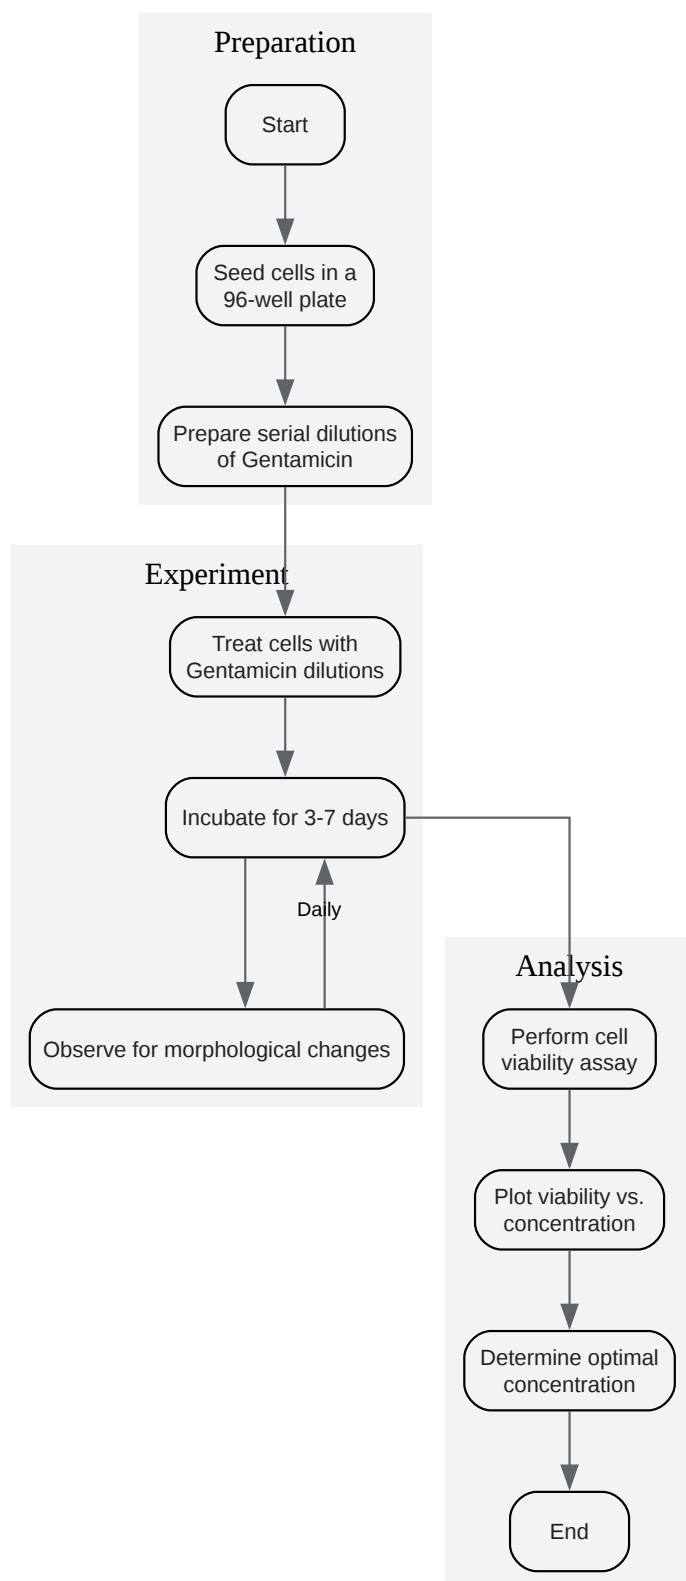 Preparation
Start
Seed cells in a
96-well plate
Prepare serial dilutions
of Gentamicin
Experiment
Treat cells with
Gentamicin dilutions
Incubate for 3-7 days
Daily
Observe for morphological changes
Analysis
Perform cell
viability assay
Plot viability vs.
concentration
Determine optimal
concentration
End